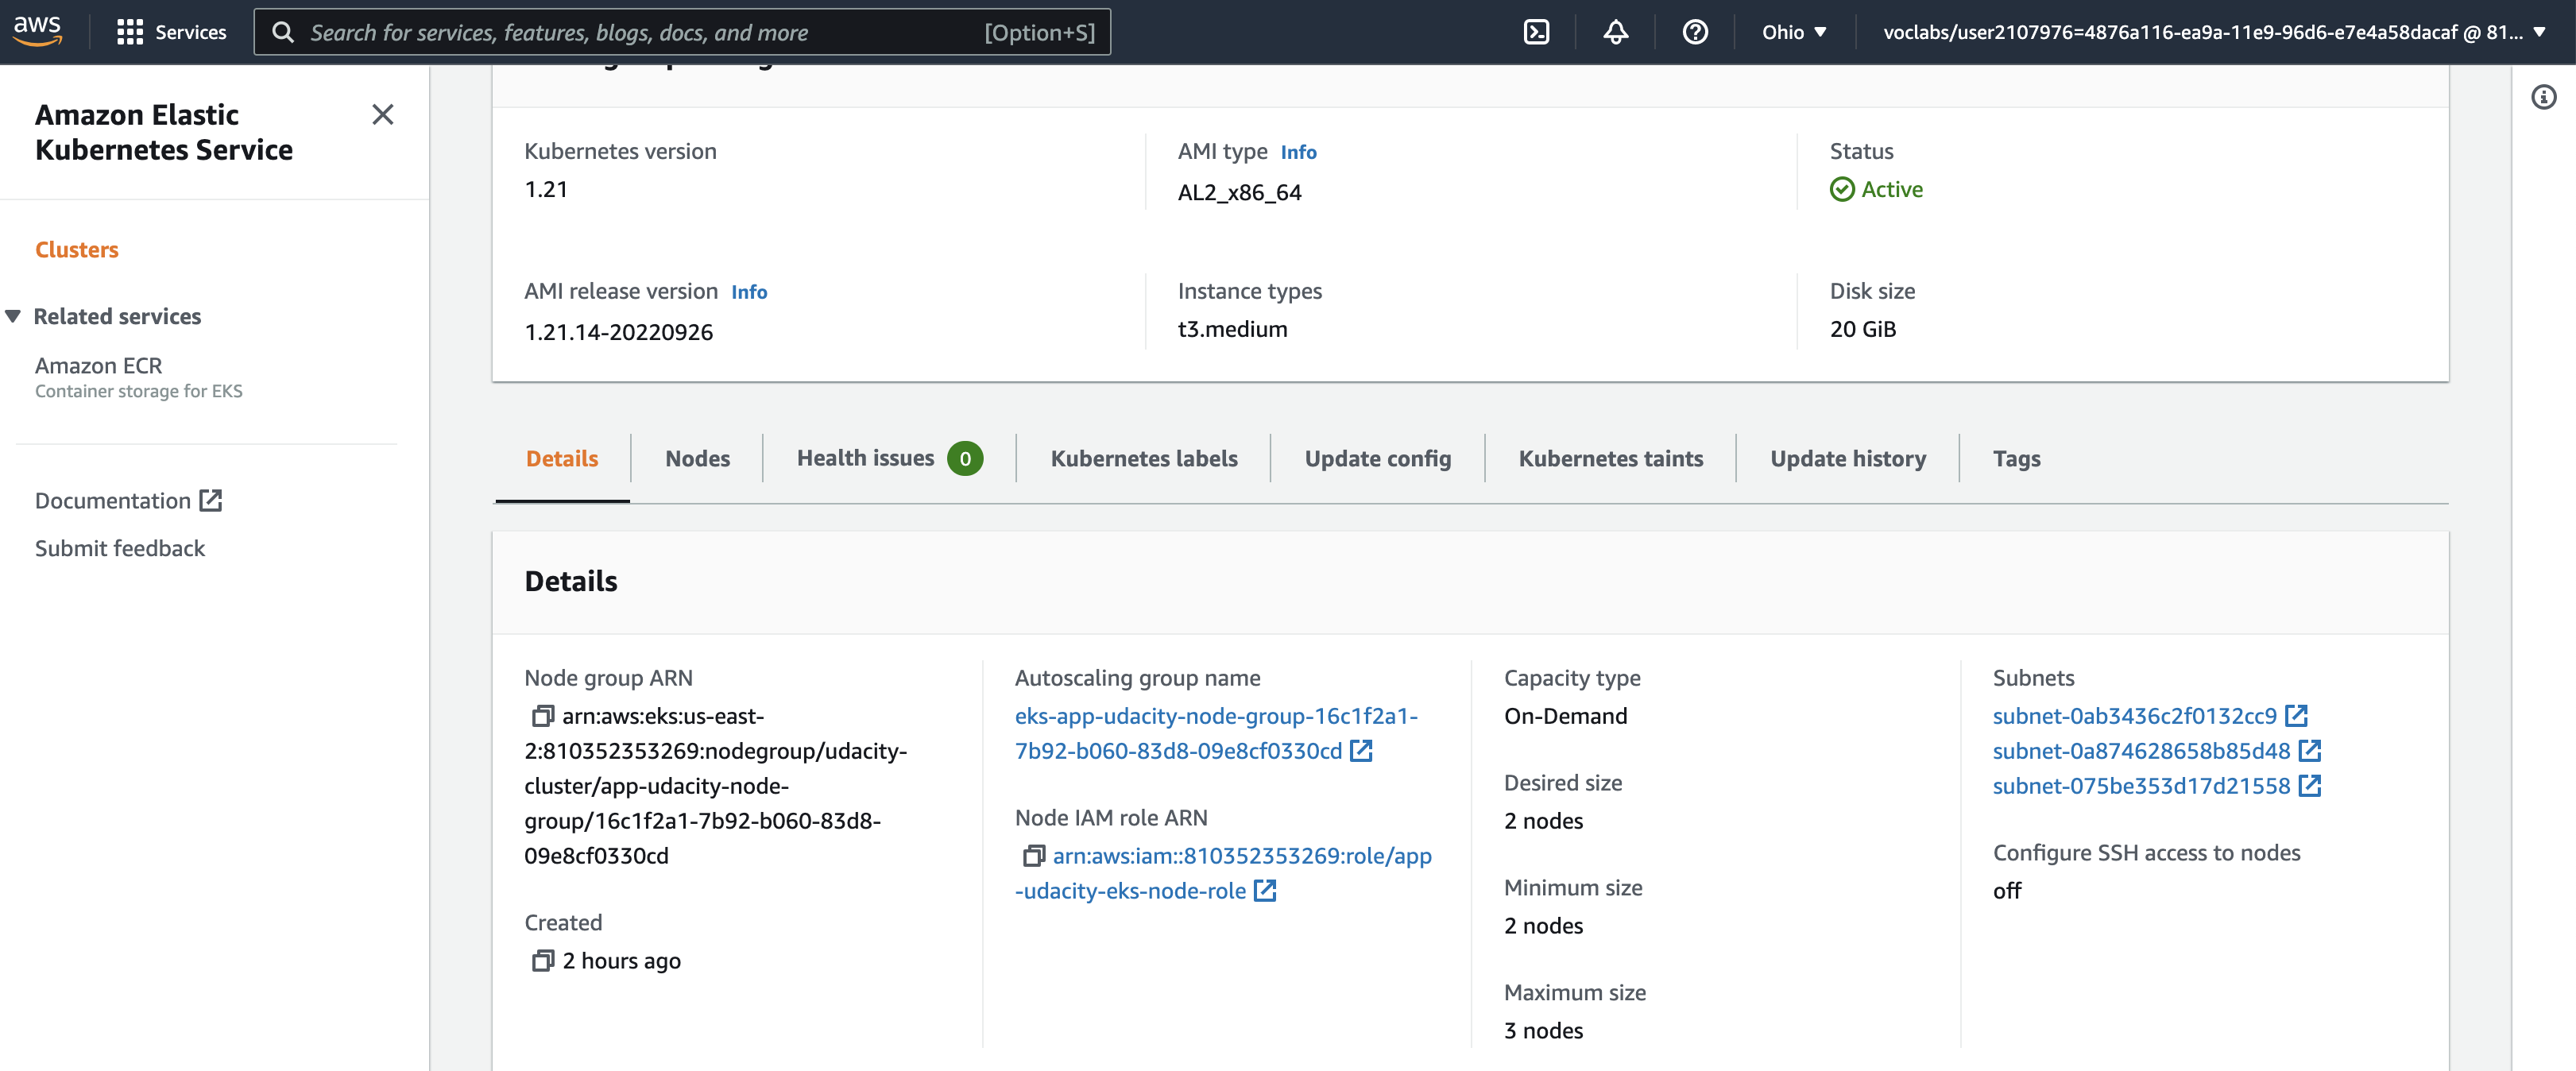 aws
Services
Search for services, features, blogs, docs, and more
[Option+S]
Ohio
voclabs/user2107976=4876a116-ea9a-11e9-96d6-e7e4a58dacaf @ 81...
Amazon Elastic
Kubernetes Service
Clusters
Related services
Amazon ECR
Container storage for EKS
Documentation
Submit feedback
Kubernetes version
1.21
AMI type Info
AL2_x86_64
Status
Active
AMI release version Info
1.21.14-20220926
Instance types
t3.medium
Disk size
20 GiB
Details
Nodes
Health issues 0
Kubernetes labels
Update config
Kubernetes taints
Update history
Tags
Details
Node group ARN
arn:aws:eks:us-east-
2:810352353269:nodegroup/udacity-
cluster/app-udacity-node-
group/16c1f2a1-7b92-b060-83d8-
09e8cf0330cd
Created
2 hours ago
Autoscaling group name
eks-app-udacity-node-group-16c1f2a1-
7b92-b060-83d8-09e8cf0330cd
Node IAM role ARN
arn:aws:iam::810352353269:role/app
-udacity-eks-node-role
Capacity type
On-Demand
Desired size
2 nodes
Minimum size
2 nodes
Maximum size
3 nodes
Subnets
subnet-0ab3436c2f0132cc9
subnet-0a874628658b85d48
subnet-075be353d17d21558
Configure SSH access to nodes
off